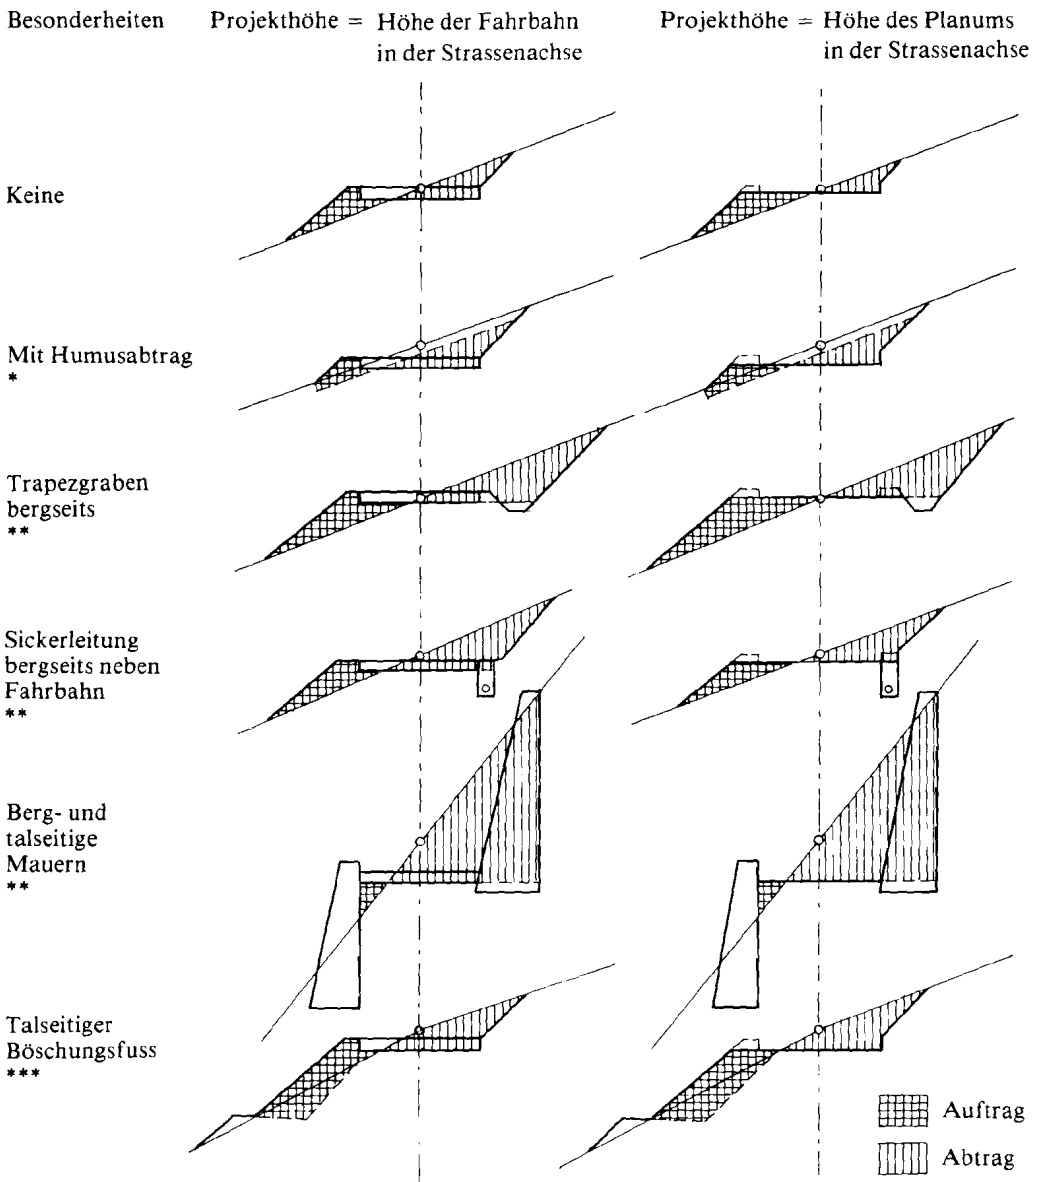 Besonderheiten
Projekthöhe = Höhe der Fahrbahn
in der Strassenachse
Projekthöhe = Höhe des Planums
in der Strassenachse
Keine
Mit Humusabtrag
*
Trapezgraben
bergseits
**
Sickerleitung
bergseits neben
Fahrbahn
**
Berg- und
talseitige
Mauern
**
Talseitiger
Böschungsfuss
***
Auftrag
Abtrag